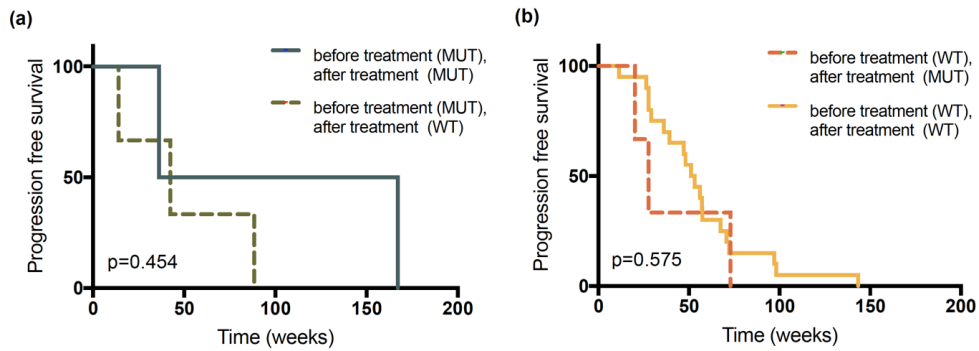 (a)
before treatment (MUT),
after treatment (MUT)
before treatment (MUT),
after treatment (WT)
Progression free survival
100
50
0
p=0.454
0 50 100 150 200
Time (weeks)
(b)
before treatment (WT),
after treatment (MUT)
before treatment (WT),
after treatment (WT)
Progression free survival
100
50
0
p=0.575
0 50 100 150 200
Time (weeks)